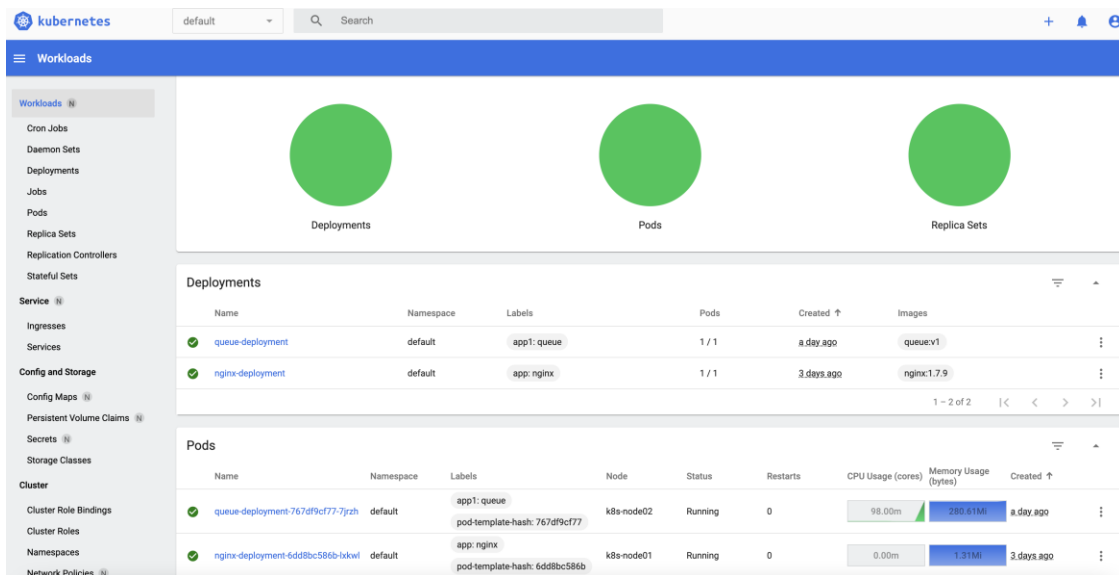 kubernetes default Search
Workloads
Workloads N
Cron Jobs
Daemon Sets
Deployments
Jobs
Pods
Replica Sets
Replication Controllers
Stateful Sets
Service N
Ingresses
Services
Config and Storage
Config Maps N
Persistent Volume Claims N
Secrets N
Storage Classes
Cluster
Cluster Role Bindings
Cluster Roles
Namespaces
Network Policies N
Deployments Pods Replica Sets
Deployments
Name Namespace Labels Pods Created Images
queue-deployment default app1: queue 1 / 1 a day ago queue:v1
nginx-deployment default app: nginx 1 / 1 3 days ago nginx:1.7.9
1 – 2 of 2
Pods
Name Namespace Labels Node Status Restarts CPU Usage (cores) Memory Usage (bytes) Created
queue-deployment-767df9cf77-7jrzh default app1: queue k8s-node02 Running 0 98.00m 280.61Mi a day ago
pod-template-hash: 767df9cf77
nginx-deployment-6dd8bc586b-lxkwl default app: nginx k8s-node01 Running 0 0.00m 1.31Mi 3 days ago
pod-template-hash: 6dd8bc586b